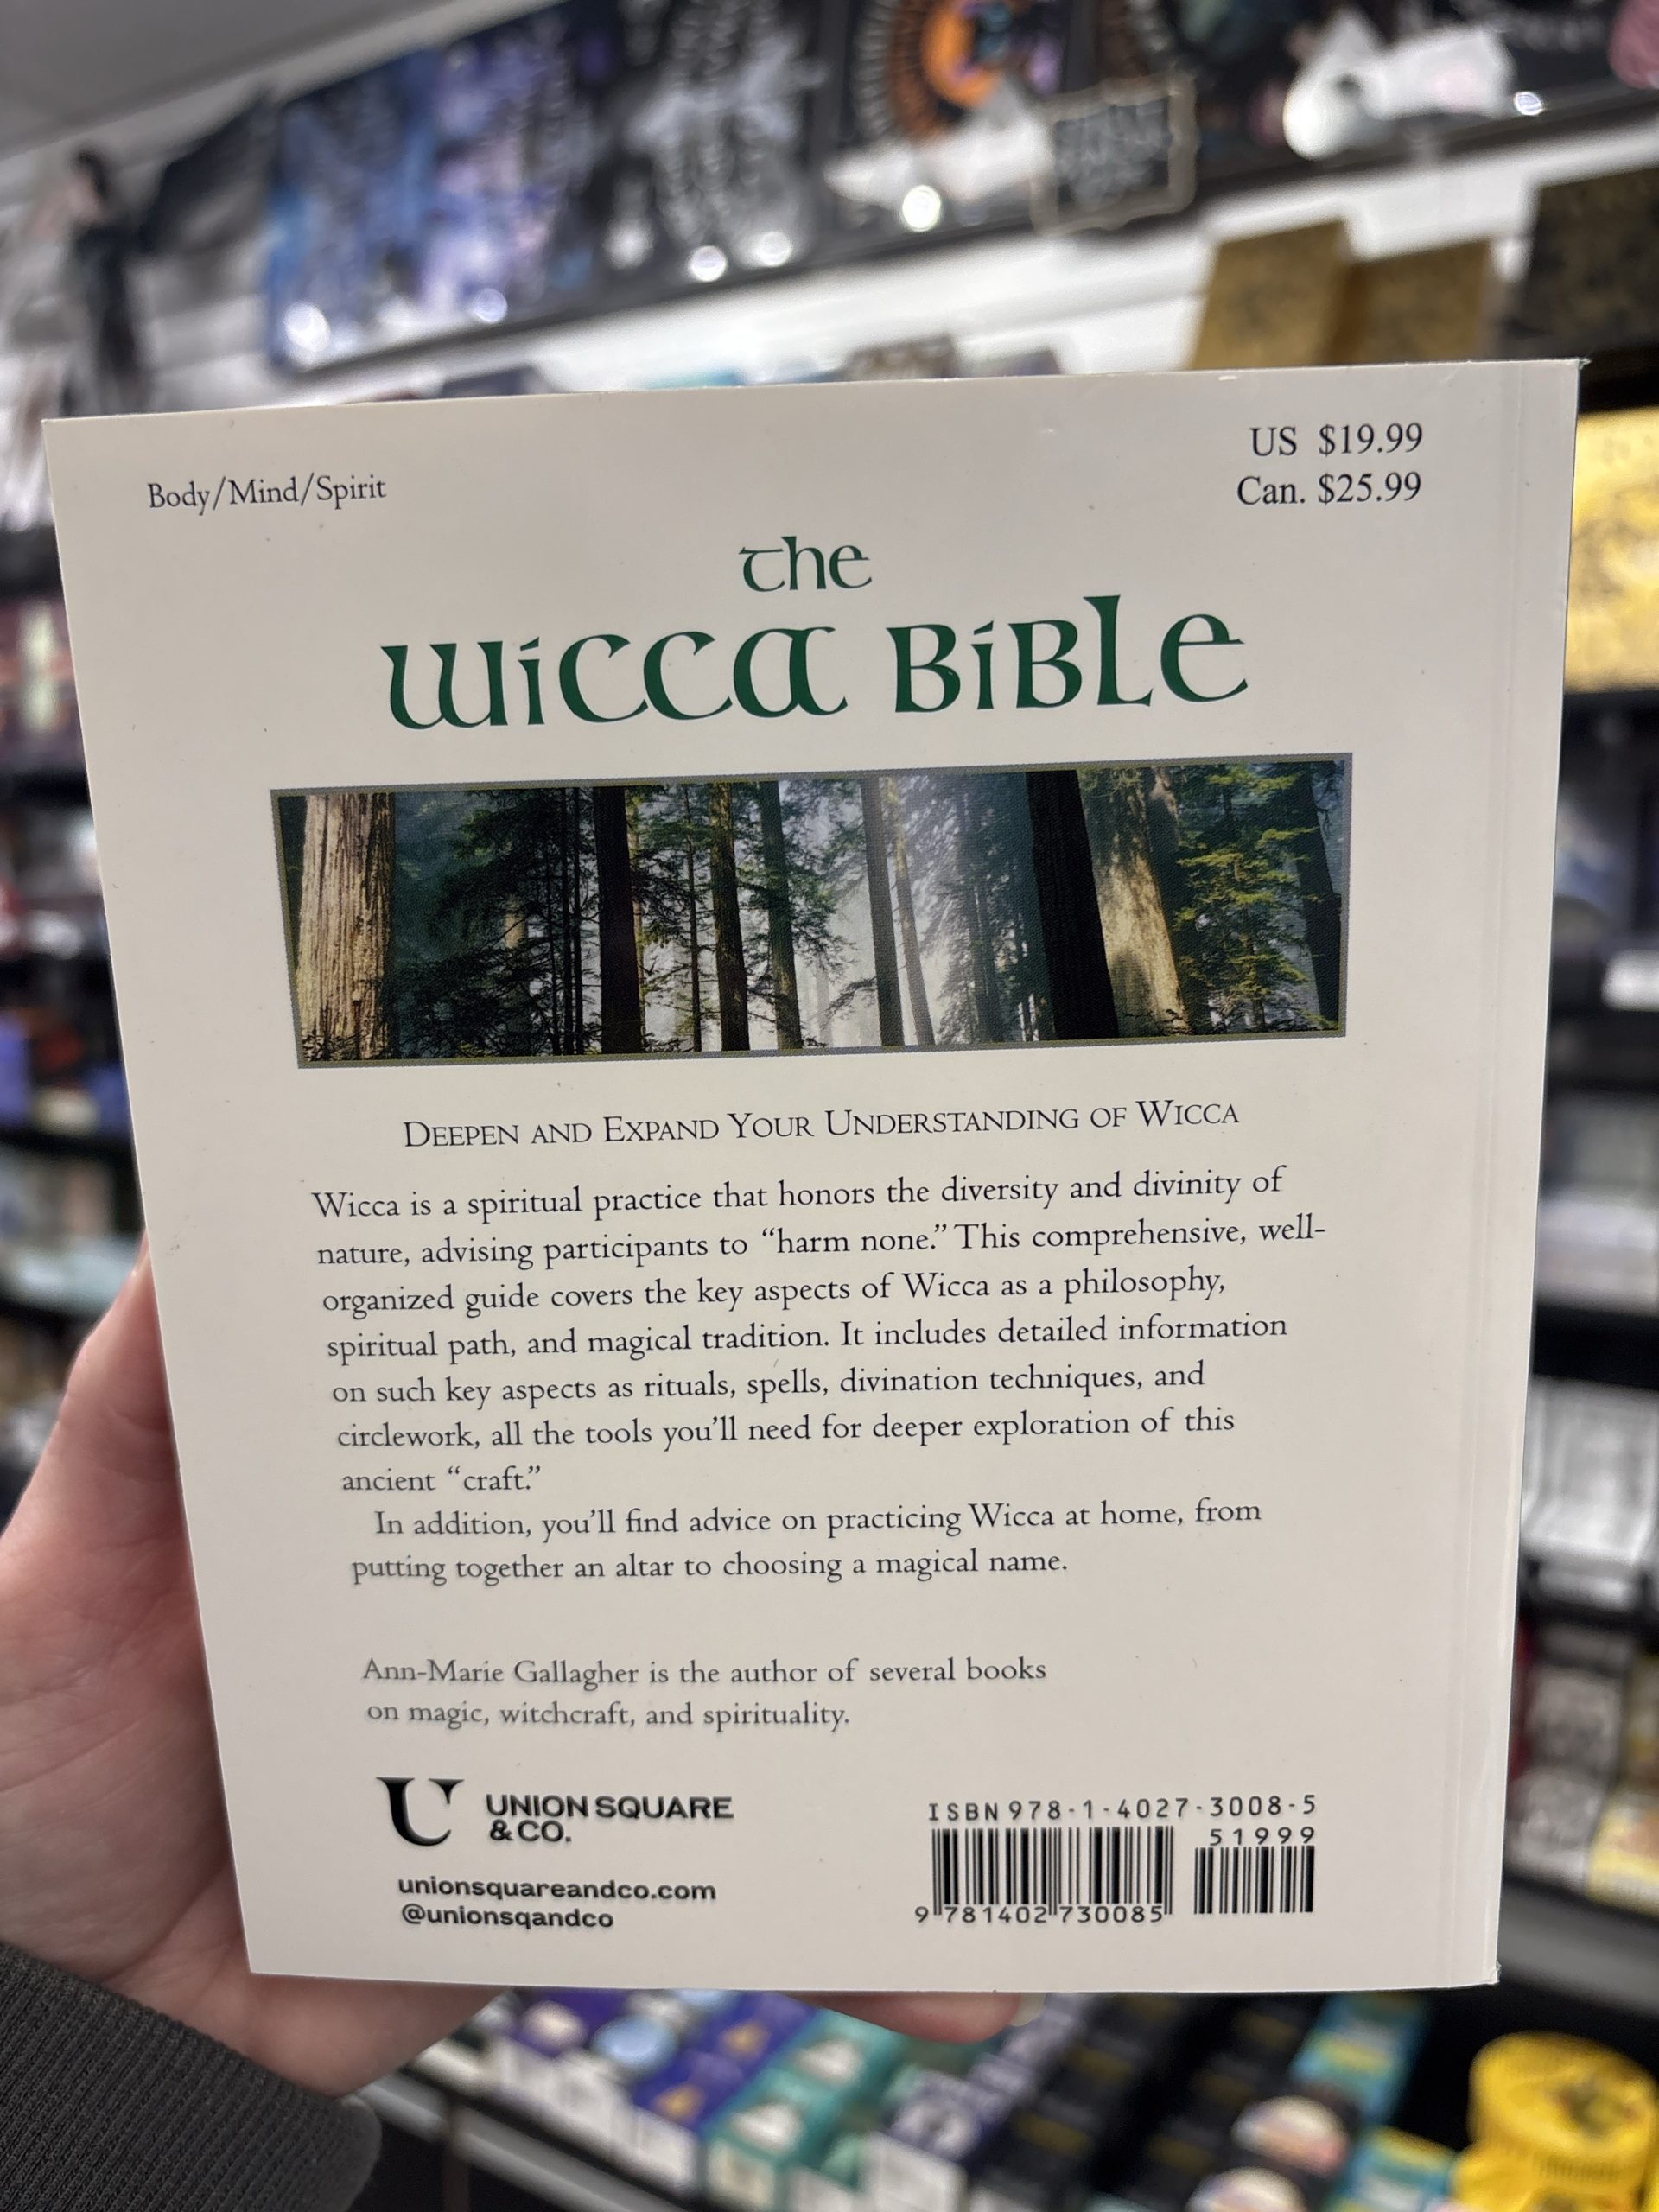 Body/Mind/Spirit
US $19.99
Can. $25.99
the
Wicca Bible
Deepen and Expand Your Understanding of Wicca
Wicca is a spiritual practice that honors the diversity and divinity of
nature, advising participants to “harm none.” This comprehensive, well-
organized guide covers the key aspects of Wicca as a philosophy,
spiritual path, and magical tradition. It includes detailed information
on such key aspects as rituals, spells, divination techniques, and
circlework, all the tools you’ll need for deeper exploration of this
ancient “craft.”
In addition, you’ll find advice on practicing Wicca at home, from
putting together an altar to choosing a magical name.
Ann-Marie Gallagher is the author of several books
on magic, witchcraft, and spirituality.
U UNION SQUARE
& CO.
unionsquareandco.com
@unionsqandco
ISBN 978-1-4027-3008-5
51999
9 781402 730085